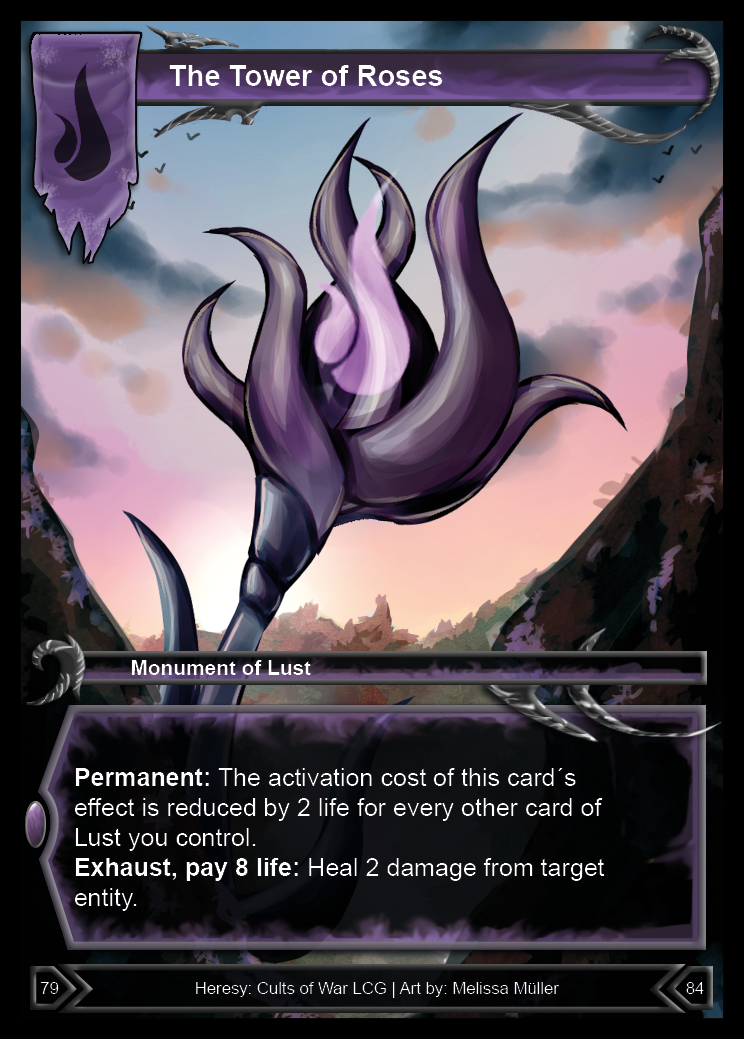 The Tower of Roses
Monument of Lust
Permanent: The activation cost of this card´s
effect is reduced by 2 life for every other card of
Lust you control.
Exhaust, pay 8 life: Heal 2 damage from target
entity.
79
Heresy: Cults of War LCG | Art by: Melissa Müller
84